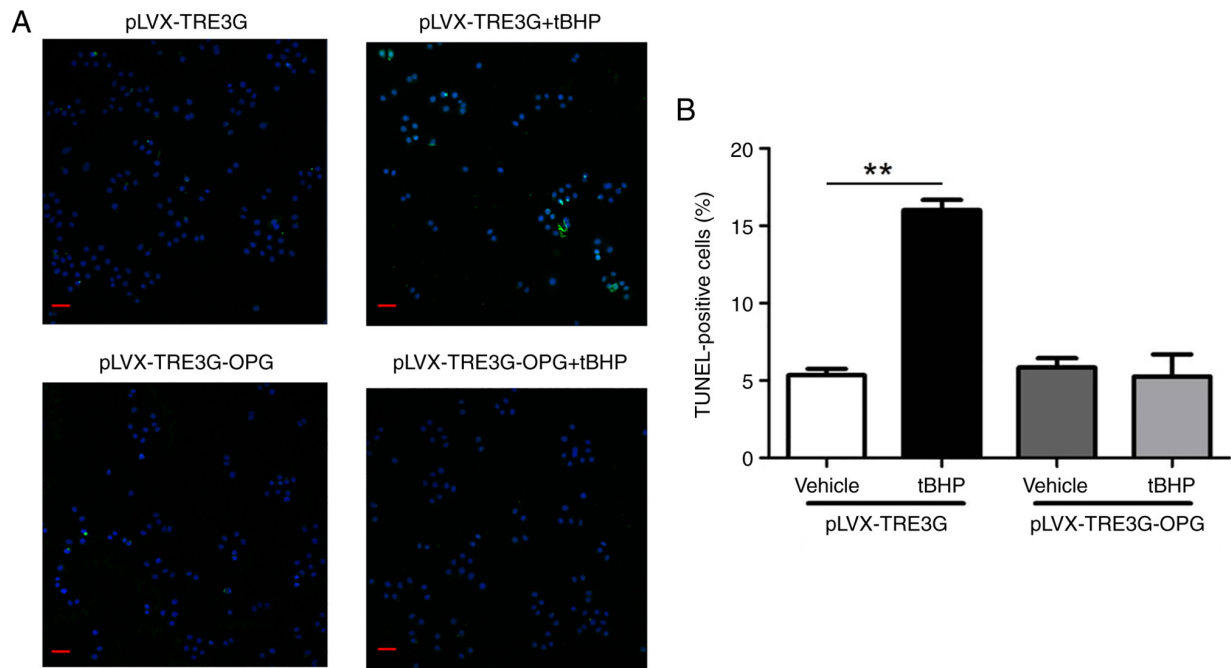 A
pLVX-TRE3G
pLVX-TRE3G+tBHP
pLVX-TRE3G-OPG
pLVX-TRE3G-OPG+tBHP
B
TUNEL-positive cells (%)
20
15
10
5
0
**
Vehicle
tBHP
Vehicle
tBHP
pLVX-TRE3G
pLVX-TRE3G-OPG